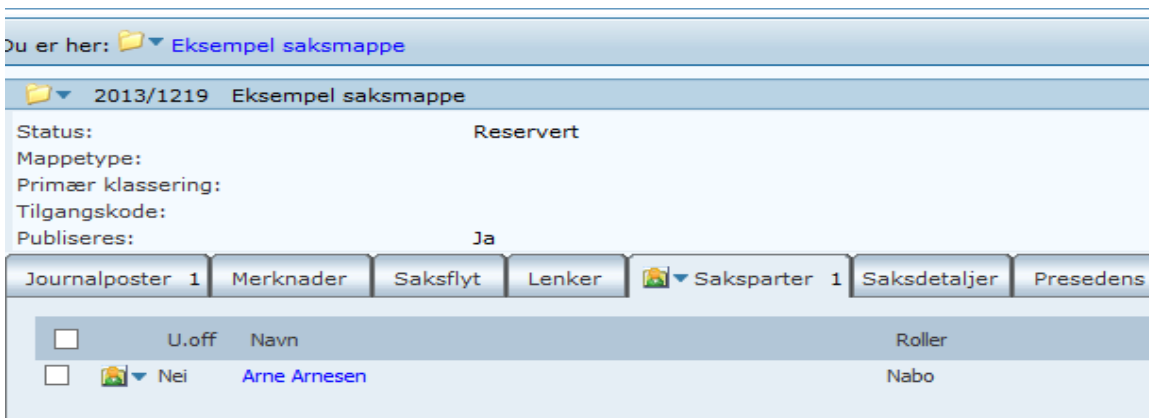 Du er her: Eksempel saksmappe
2013/1219 Eksempel saksmappe
Status: Reservert
Mappetype:
Primær klassering:
Tilgangskode:
Publiseres: Ja
Journalposter 1 Merknader Saksflyt Lenker Saksparter 1 Saksdetaljer Presedens
U.off Navn Roller
Nei Arne Arnesen Nabo